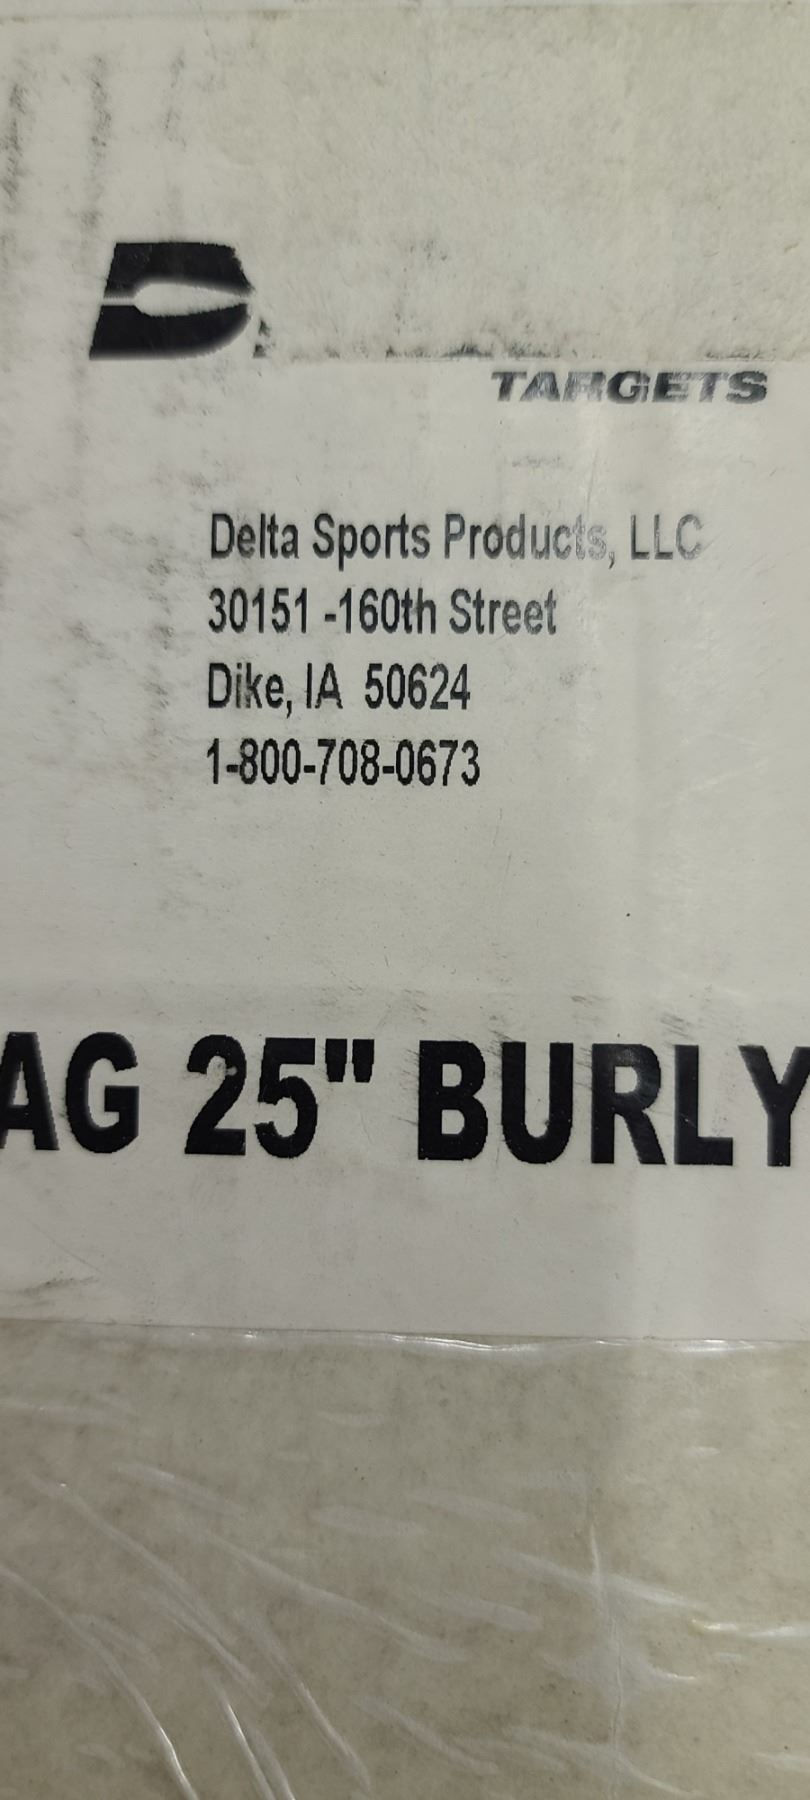 D
TARGETS
Delta Sports Products, LLC
30151 -160th Street
Dike, IA  50624
1-800-708-0673
AG 25" BURLY